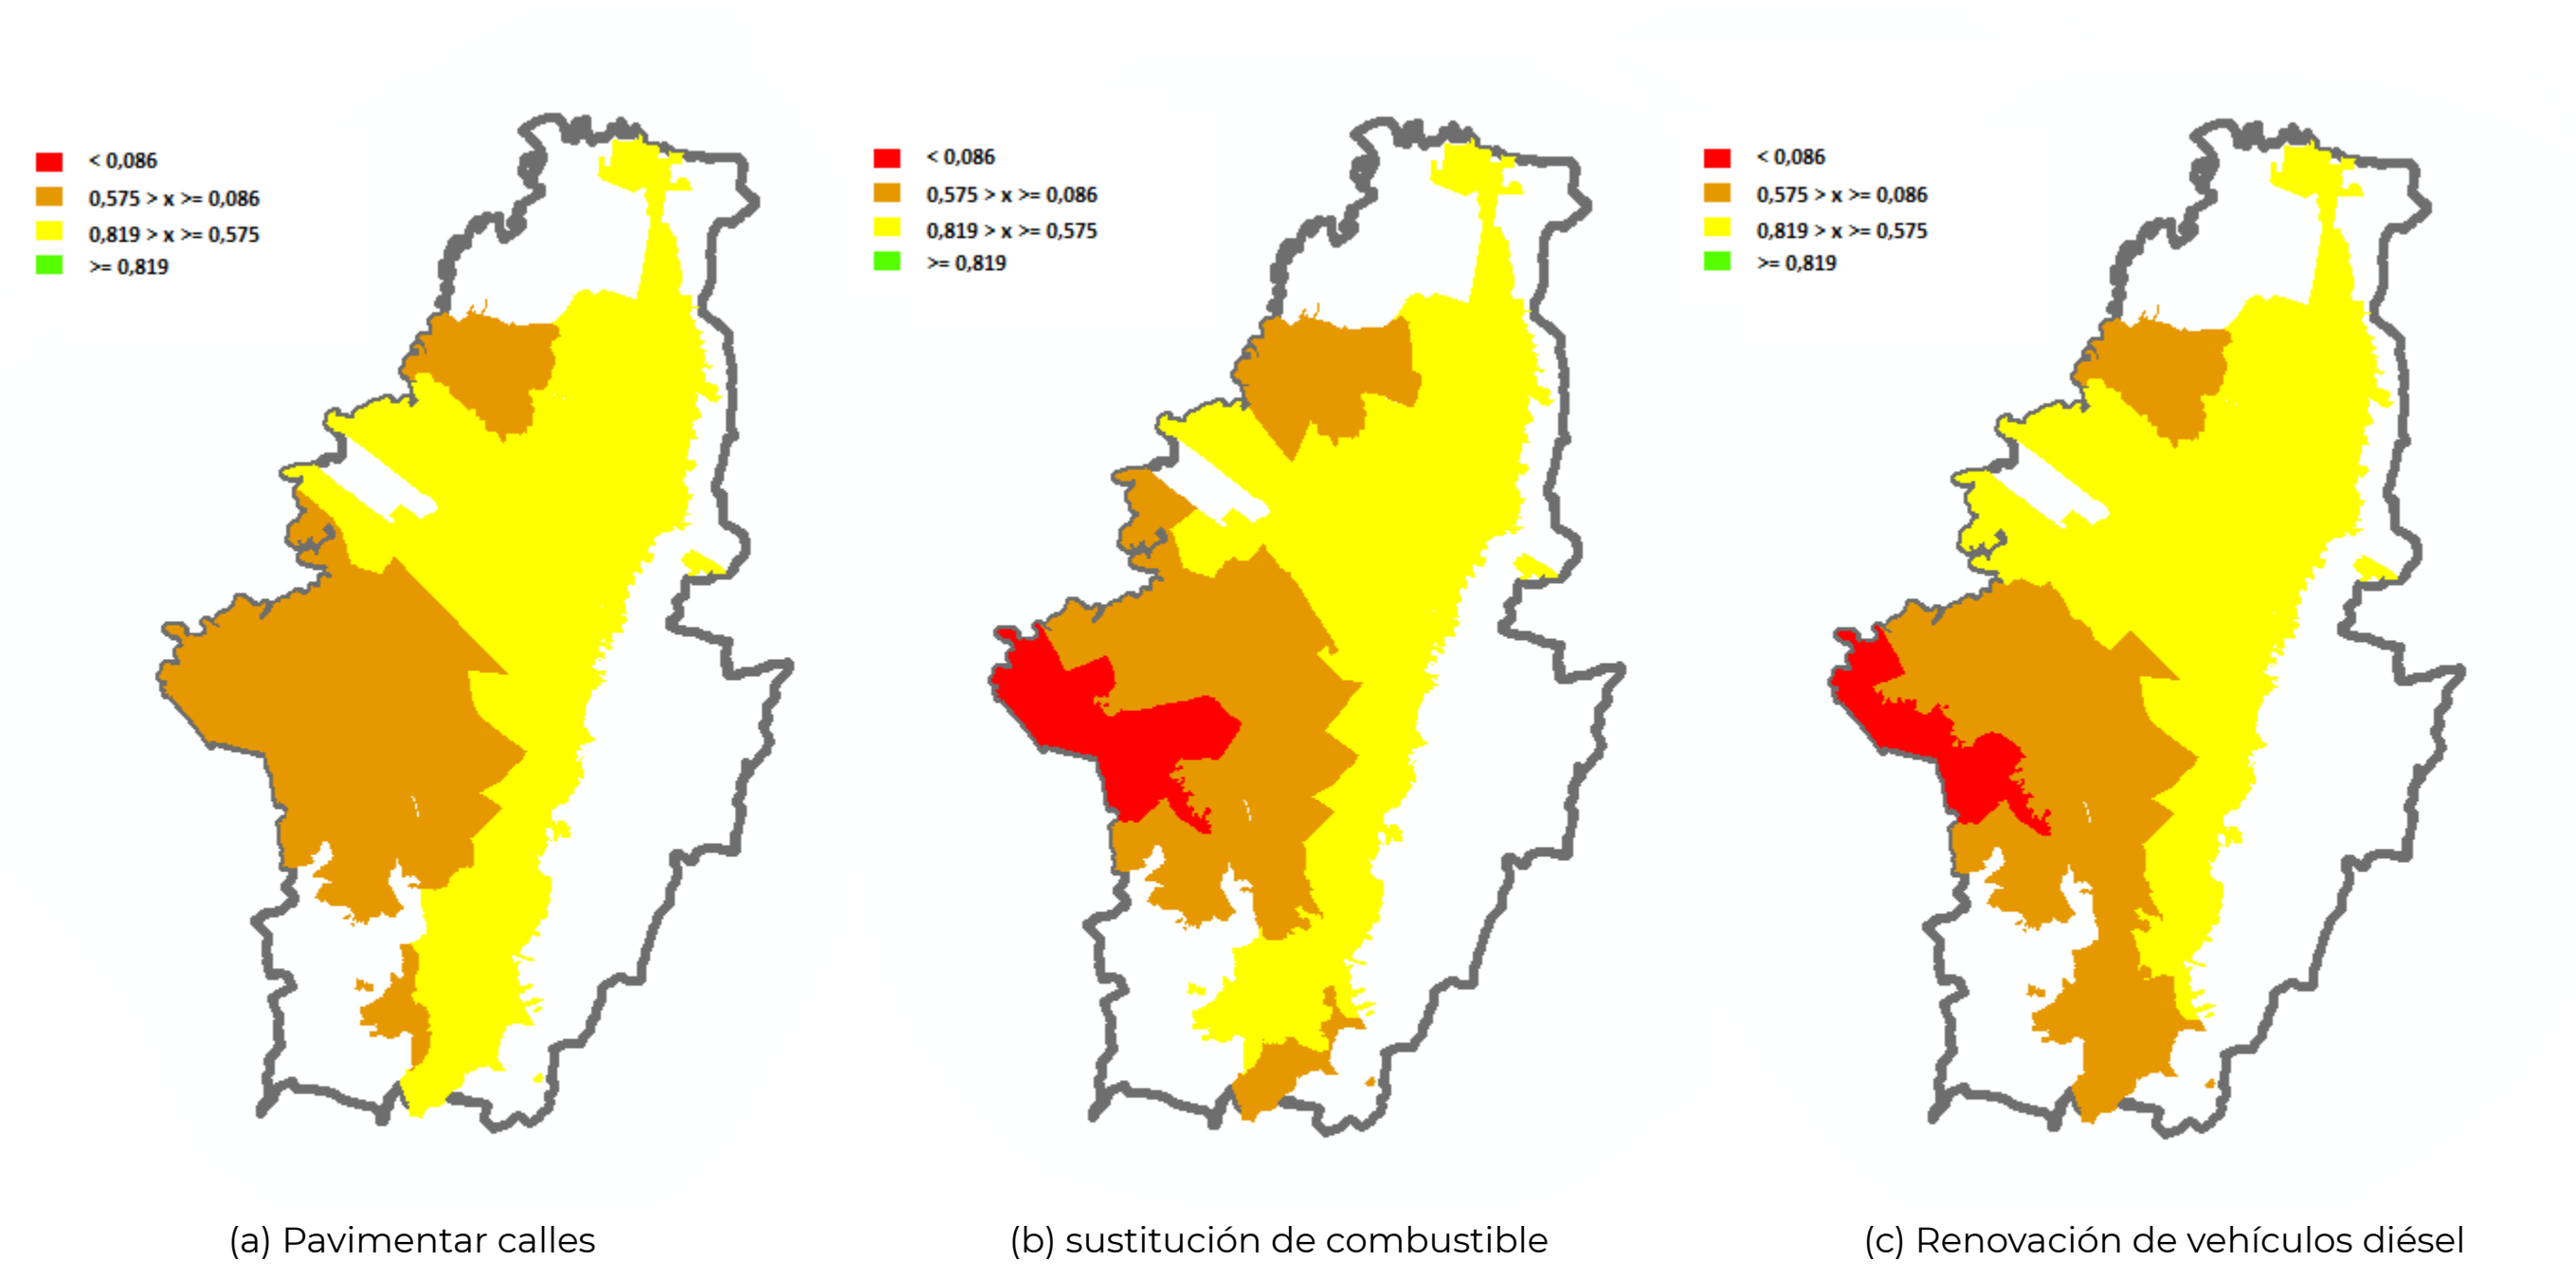 < 0,086
0,575 > x >= 0,086
0,819 > x >= 0,575
>= 0,819
< 0,086
0,575 > x >= 0,086
0,819 > x >= 0,575
>= 0,819
< 0,086
0,575 > x >= 0,086
0,819 > x >= 0,575
>= 0,819
(a) Pavimentar calles
(b) sustitución de combustible
(c) Renovación de vehículos diésel